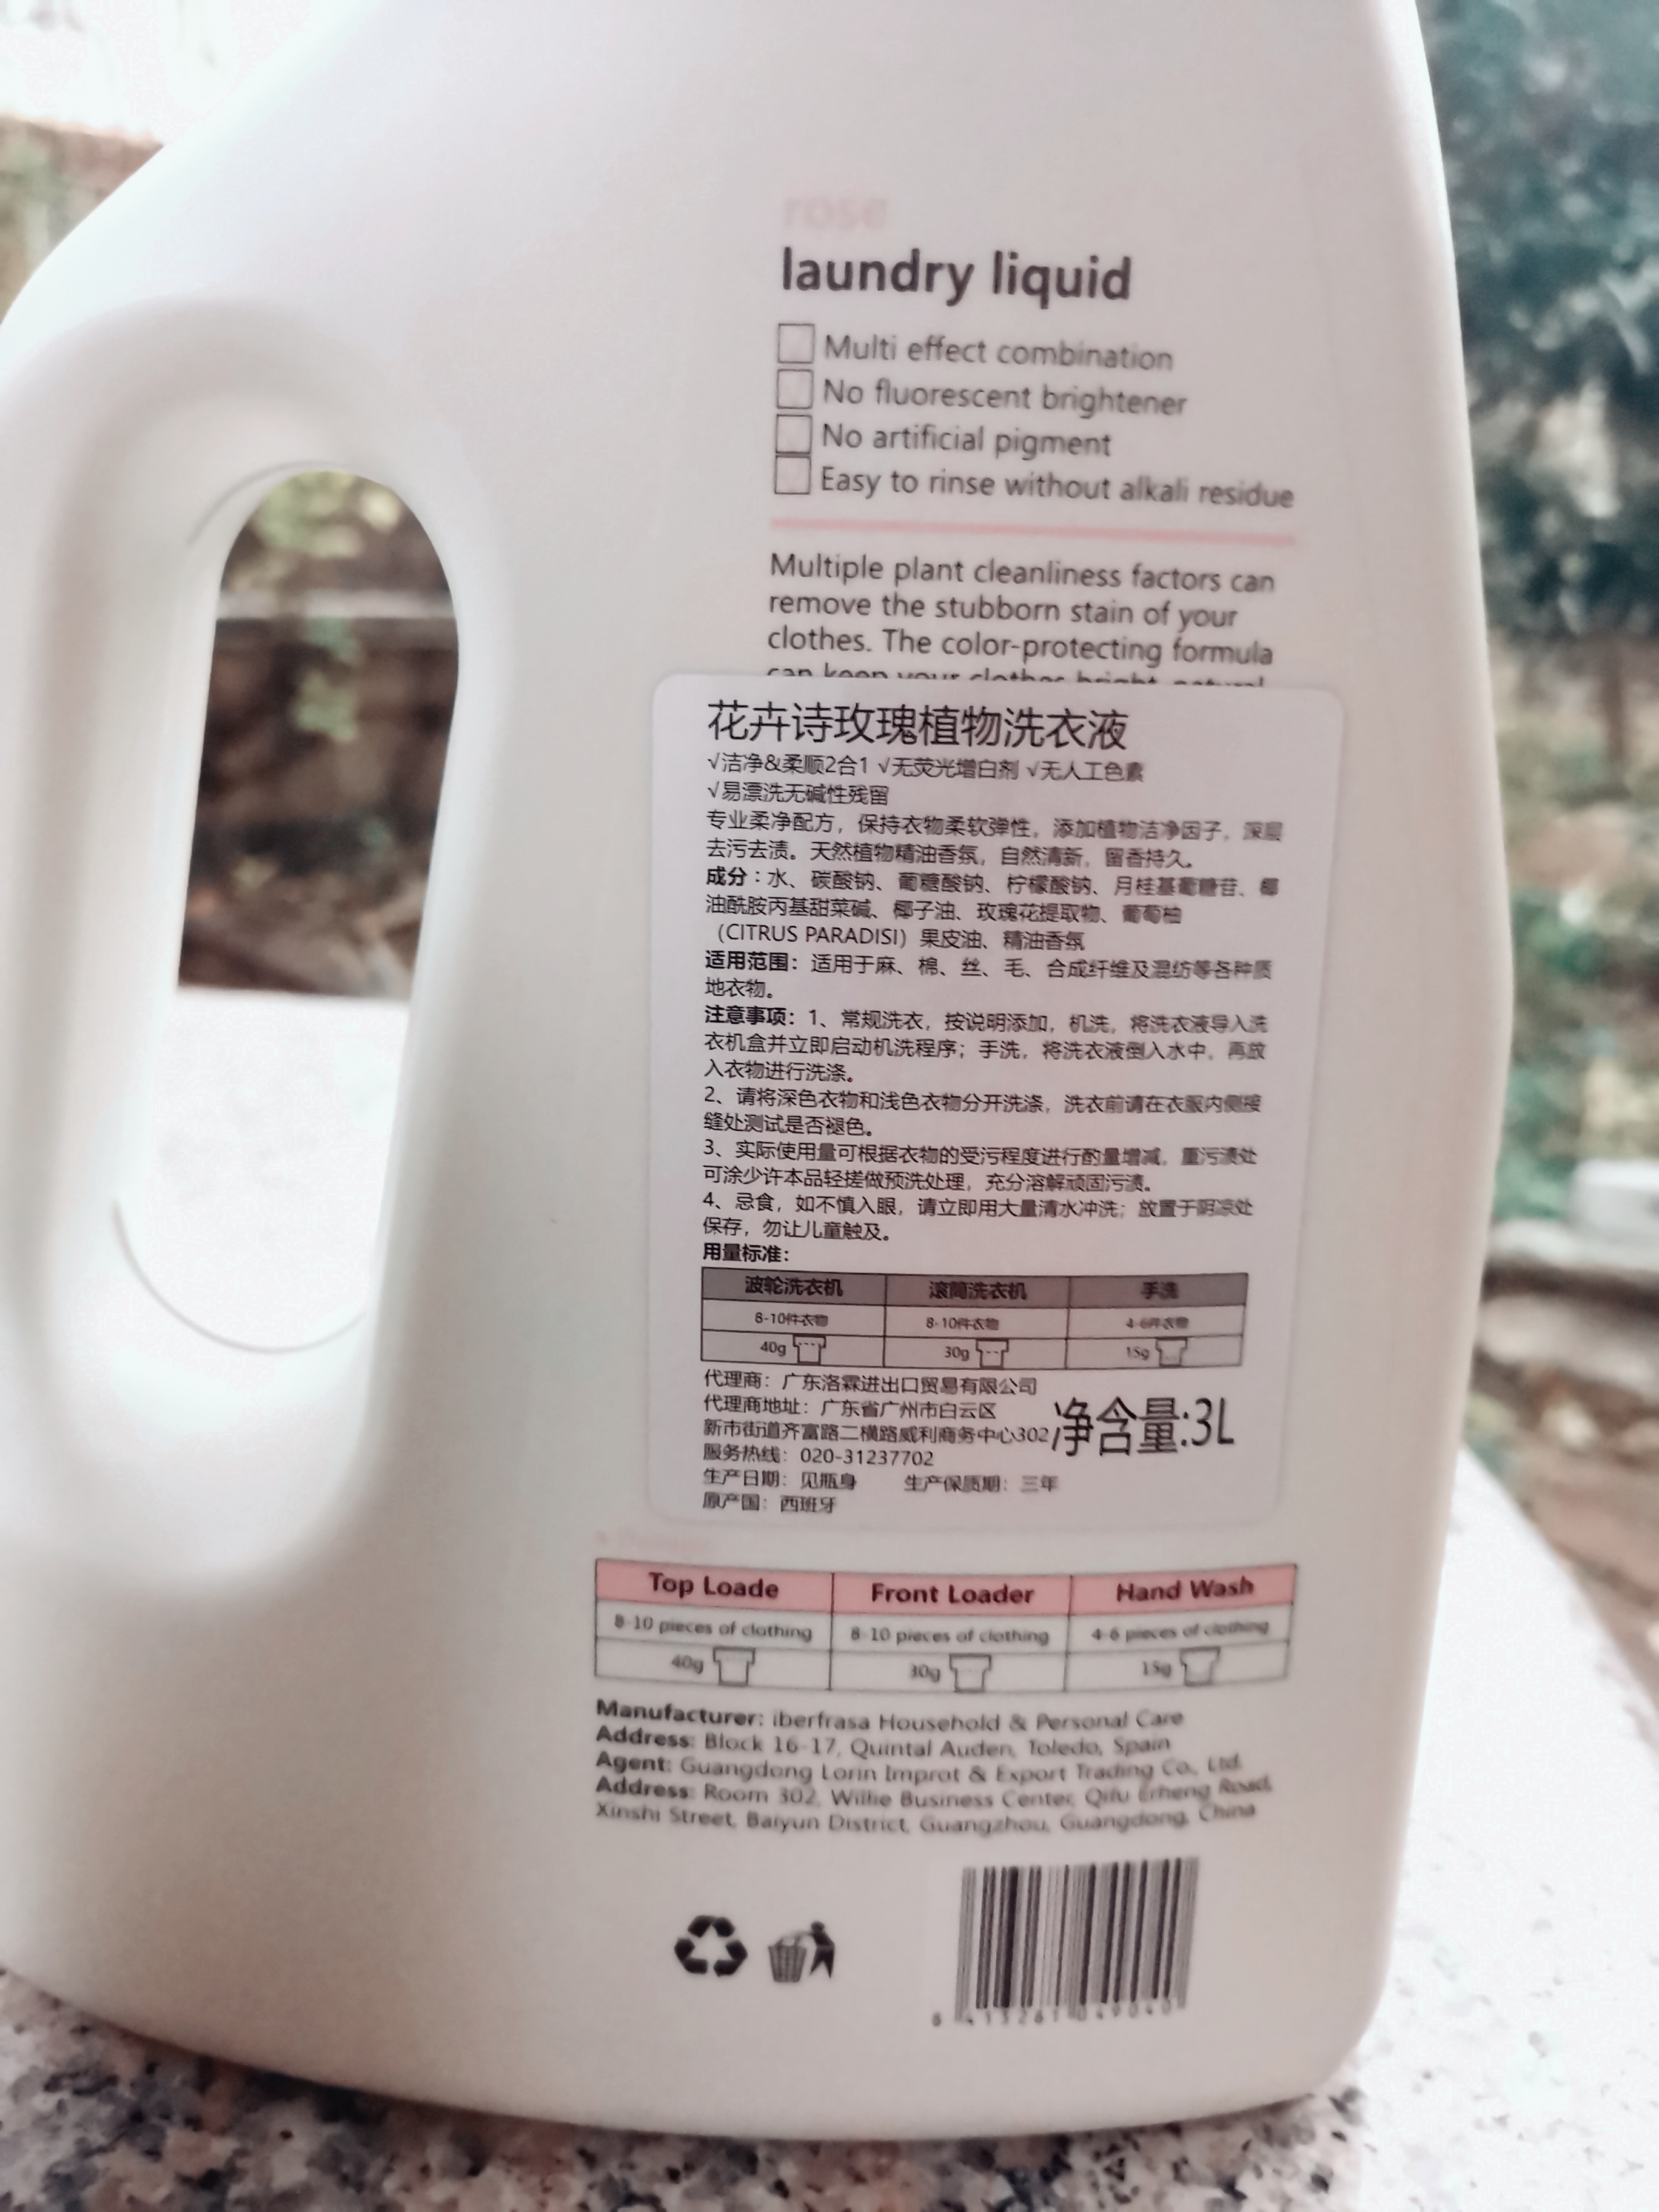 rose
laundry liquid
Multi effect combination
No fluorescent brightener
No artificial pigment
Easy to rinse without alkali residue
Multiple plant cleanliness factors can
remove the stubborn stain of your
clothes. The color-protecting formula
can keep your clothes bright, natural
花卉诗玫瑰植物洗衣液
√洁净&柔顺2合1 √无荧光增白剂 √无人工色素
√易漂洗无碱性残留
专业柔净配方，保持衣物柔软弹性，添加植物洁净因子，深层
去污去渍。天然植物精油香氛，自然清新，留香持久。
成分：水、碳酸钠、葡糖酸钠、柠檬酸钠、月桂基葡糖苷、椰
油酰胺丙基甜菜碱、椰子油、玫瑰花提取物、葡萄柚
（CITRUS PARADISI）果皮油、精油香氛
适用范围：适用于麻、棉、丝、毛、合成纤维及混纺等各种质
地衣物。
注意事项：1、常规洗衣，按说明添加，机洗，将洗衣液导入洗
衣机盒并立即启动机洗程序；手洗，将洗衣液倒入水中，再放
入衣物进行洗涤。
2、请将深色衣物和浅色衣物分开洗涤，洗衣前请在衣服内侧接
缝处测试是否褪色。
3、实际使用量可根据衣物的受污程度进行酌量增减，重污渍处
可涂少许本品轻搓做预洗处理，充分溶解顽固污渍。
4、忌食，如不慎入眼，请立即用大量清水冲洗；放置于阴凉处
保存，勿让儿童触及。
用量标准：
波轮洗衣机 滚筒洗衣机 手洗
8-10件衣物 8-10件衣物 4-6件衣物
40g 30g 15g
代理商：广东洛霖进出口贸易有限公司
代理商地址：广东省广州市白云区
新市街道齐富路二横路威利商务中心302
净含量:3L
服务热线：020-31237702
生产日期：见瓶身 生产保质期：三年
原产国：西班牙
Top Loade Front Loader Hand Wash
8-10 pieces of clothing 8-10 pieces of clothing 4-6 pieces of clothing
40g 30g 15g
Manufacturer: iberfrasa Household & Personal Care
Address: Block 16-17, Quintal Auden, Toledo, Spain
Agent: Guangdong Lorin Improt & Export Trading Co., Ltd.
Address: Room 302, Willie Business Center, Qifu Erheng Road,
Xinshi Street, Baiyun District, Guangzhou, Guangdong, China